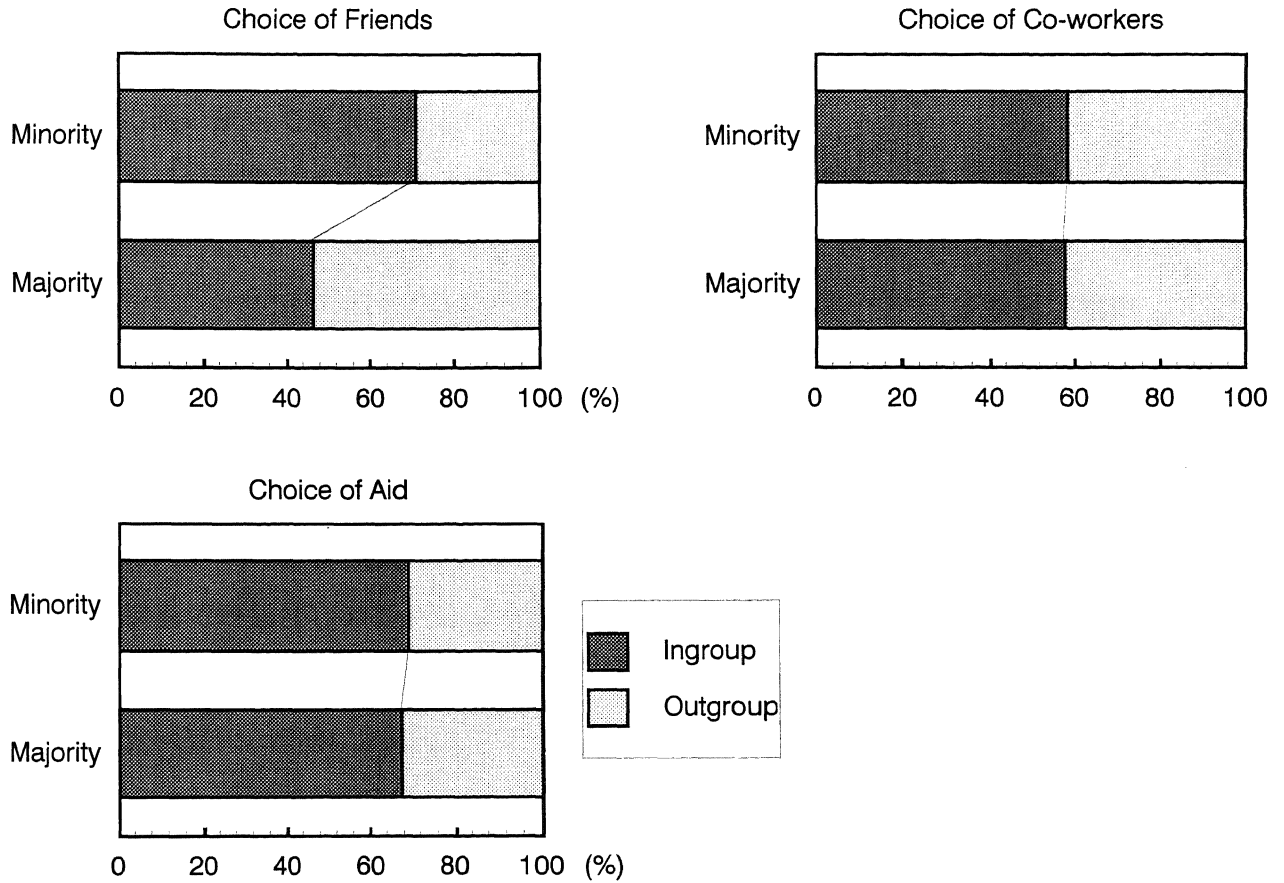 Choice of Friends
Minority
Majority
0 20 40 60 80 100 (%)
Choice of Co-workers
Minority
Majority
0 20 40 60 80 100
Choice of Aid
Minority
Majority
0 20 40 60 80 100 (%)
Ingroup
Outgroup